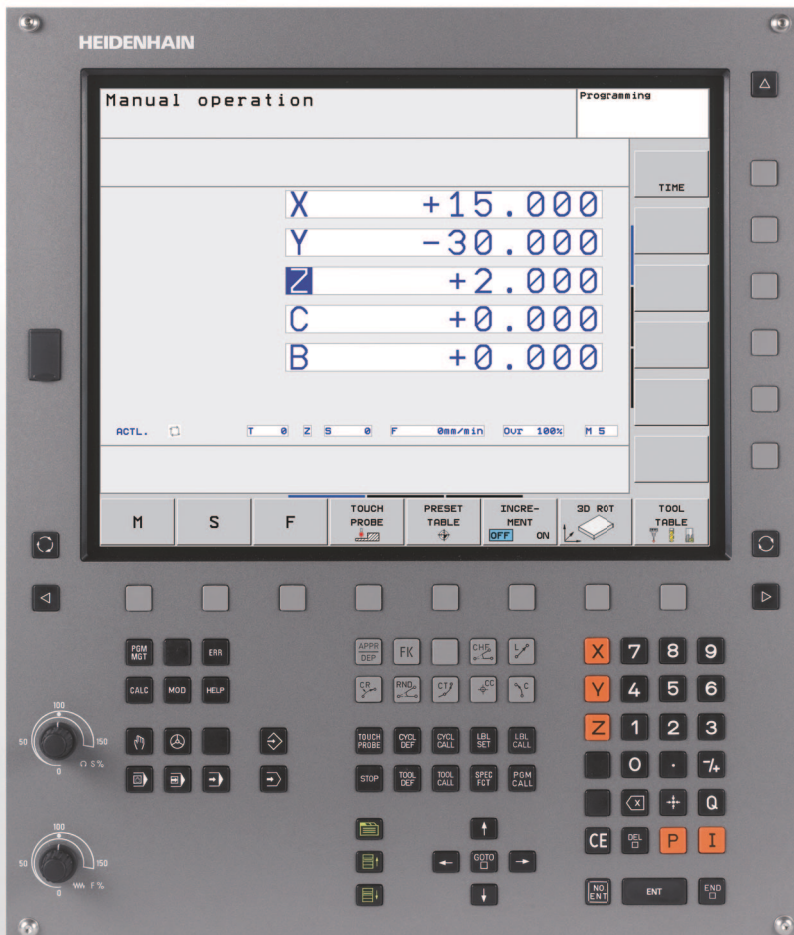 HEIDENHAIN
Manual operation
Programming
TIME
X +15.000
Y -30.000
Z +2.000
C +0.000
B +0.000
ACTL. T 0 Z S 0 F 0mm/min Ovr 100% M 5
M S F TOUCH PROBE PRESET TABLE INCRE-MENT OFF ON 3D ROT TOOL TABLE
PGM MGT ERR APPR DEP FK CHF L X 7 8 9
CALC MOD HELP CR RND CT CC C Y 4 5 6
100
50 150
0
S %
TOUCH PROBE CYCL DEF CYCL CALL LBL SET LBL CALL Z 1 2 3
STOP TOOL DEF TOOL CALL SPEC FCT PGM CALL 0 . -/+
X Q
100
50 150
0
F %
GOTO CE DEL P I
NO ENT ENT END